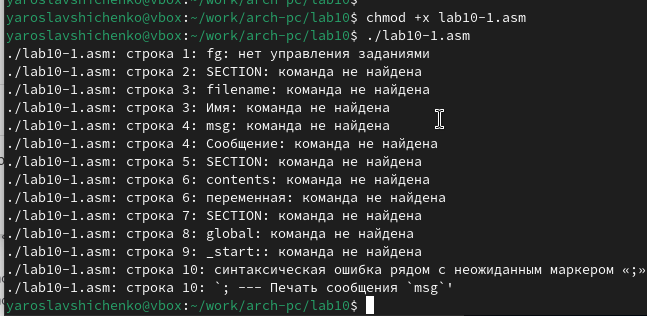 yaroslavshichenko@vbox:~/work/arch-pc/lab10$
yaroslavshichenko@vbox:~/work/arch-pc/lab10$ chmod +x lab10-1.asm
yaroslavshichenko@vbox:~/work/arch-pc/lab10$ ./lab10-1.asm
./lab10-1.asm: строка 1: fg: нет управления заданиями
./lab10-1.asm: строка 2: SECTION: команда не найдена
./lab10-1.asm: строка 3: filename: команда не найдена
./lab10-1.asm: строка 3: Имя: команда не найдена
./lab10-1.asm: строка 4: msg: команда не найдена
./lab10-1.asm: строка 4: Сообщение: команда не найдена
./lab10-1.asm: строка 5: SECTION: команда не найдена
./lab10-1.asm: строка 6: contents: команда не найдена
./lab10-1.asm: строка 6: переменная: команда не найдена
./lab10-1.asm: строка 7: SECTION: команда не найдена
./lab10-1.asm: строка 8: global: команда не найдена
./lab10-1.asm: строка 9: _start:: команда не найдена
./lab10-1.asm: строка 10: синтаксическая ошибка рядом с неожиданным маркером «;»
./lab10-1.asm: строка 10: `; --- Печать сообщения `msg`'
yaroslavshichenko@vbox:~/work/arch-pc/lab10$